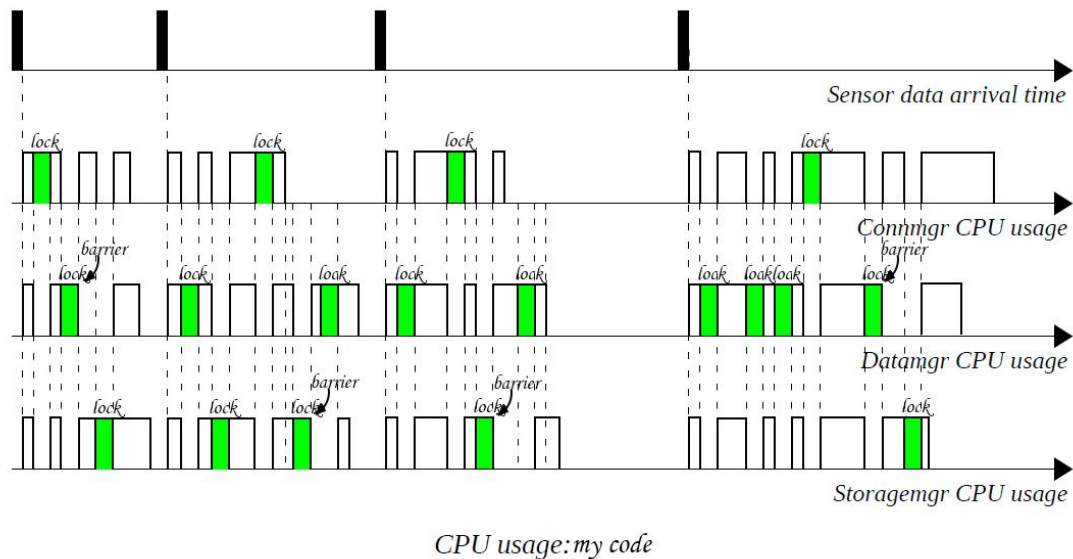 Sensor data arrival time
lock lock lock lock
Connmgr CPU usage
barrier barrier
lock lock lock lock lock lock lock lock
Datamgr CPU usage
barrier barrier
lock lock lock lock lock
Storagemgr CPU usage
CPU usage: my code